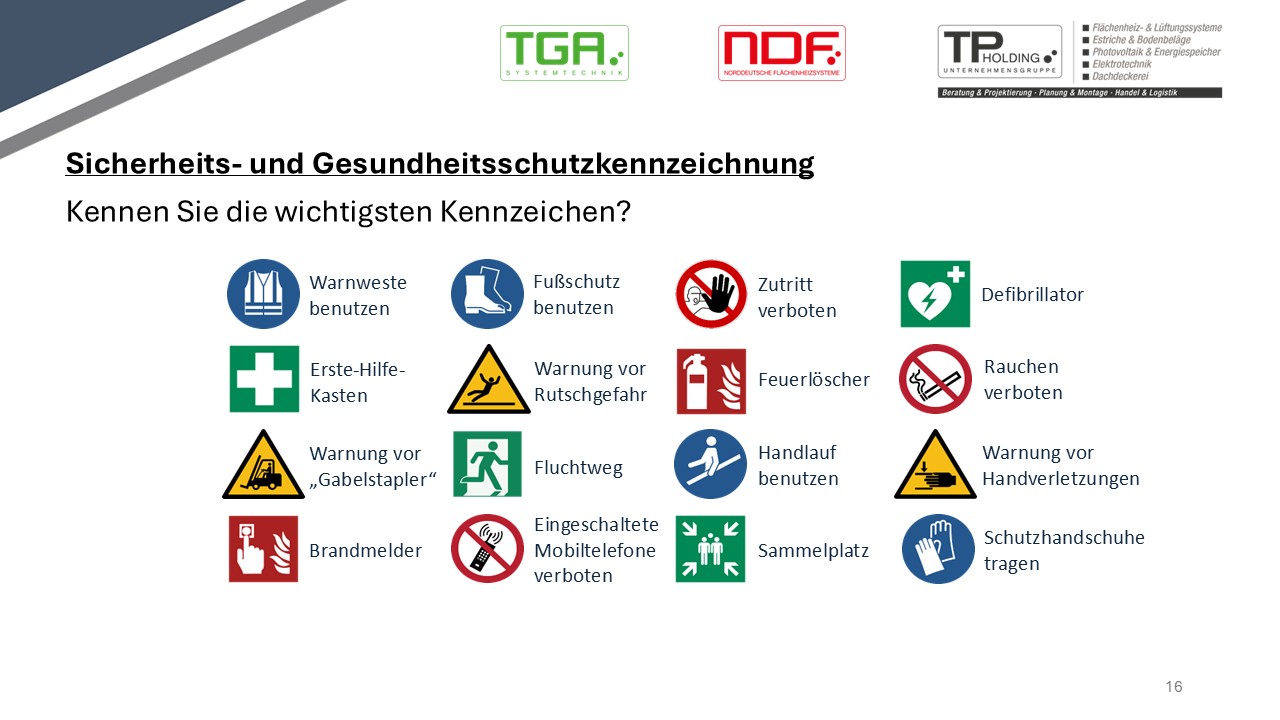 TGA
SYSTEMTECHNIK
NDF
NORDDEUTSCHE FLÄCHENHEIZSYSTEME
TP HOLDING
UNTERNEHMENSGRUPPE
Flächenheiz- & Lüftungssysteme
Estriche & Bodenbeläge
Photovoltaik & Energiespeicher
Elektrotechnik
Dachdeckerei
Beratung & Projektierung · Planung & Montage · Handel & Logistik
Sicherheits- und Gesundheitsschutzkennzeichnung
Kennen Sie die wichtigsten Kennzeichen?
Warnweste
benutzen
Fußschutz
benutzen
Zutritt
verboten
Defibrillator
Erste-Hilfe-
Kasten
Warnung vor
Rutschgefahr
Feuerlöscher
Rauchen
verboten
Warnung vor
„Gabelstapler“
Fluchtweg
Handlauf
benutzen
Warnung vor
Handverletzungen
Brandmelder
Eingeschaltete
Mobiltelefone
verboten
Sammelplatz
Schutzhandschuhe
tragen
16